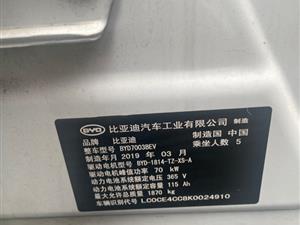 BYD 比亚迪汽车工业有限公司 制造
品牌 比亚迪 制造国 中国
整车型号 BYD7003BEV 乘坐人数 5
制造年月 2019 年 03 月
驱动电机型号 BYD-1814-TZ-XS-A
驱动电机峰值功率 70 kW
动力电池系统额定电压 365 V
动力电池系统额定容量 115 Ah
最大允许总质量 1870 kg
车辆识别代号 LC0CE4CC8K0024910